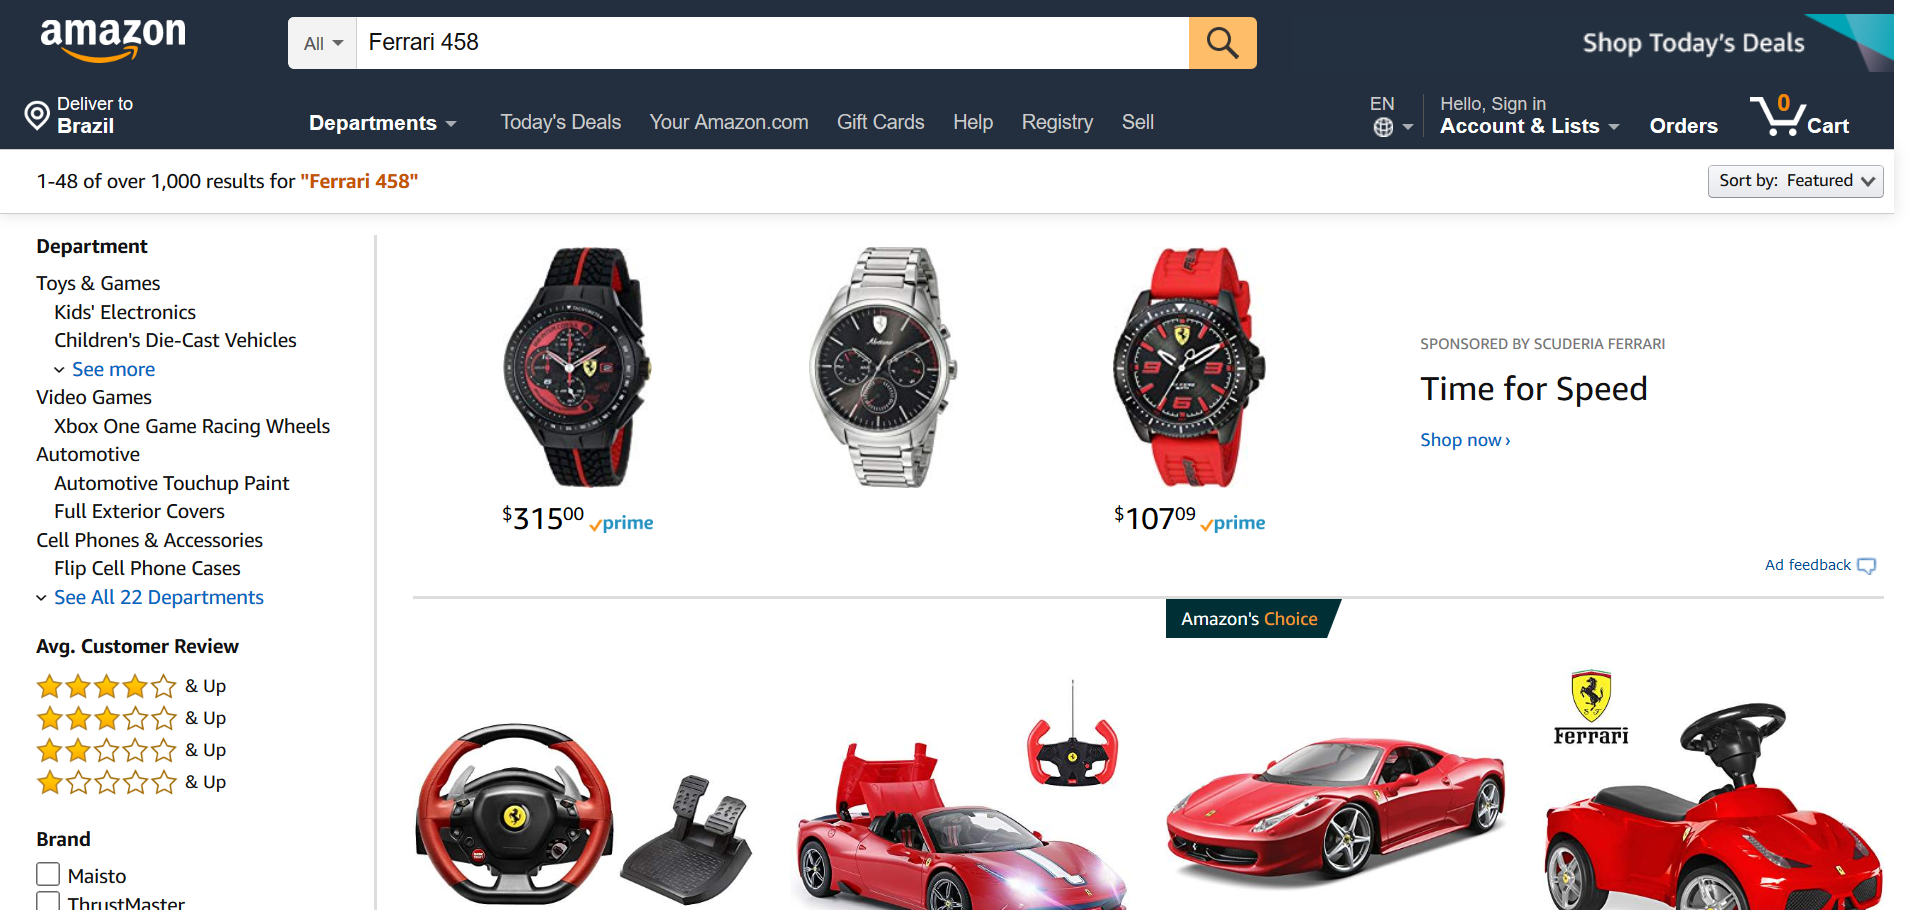 amazon
All
Ferrari 458
Shop Today's Deals
Deliver to
Brazil
Departments
Today's Deals
Your Amazon.com
Gift Cards
Help
Registry
Sell
EN
Hello, Sign in
Account & Lists
Orders
0
Cart
1-48 of over 1,000 results for "Ferrari 458"
Sort by: Featured
Department
Toys & Games
Kids' Electronics
Children's Die-Cast Vehicles
See more
Video Games
Xbox One Game Racing Wheels
Automotive
Automotive Touchup Paint
Full Exterior Covers
Cell Phones & Accessories
Flip Cell Phone Cases
See All 22 Departments
Avg. Customer Review
& Up
& Up
& Up
& Up
Brand
Maisto
ThrustMaster
$31500 prime
$10709 prime
SPONSORED BY SCUDERIA FERRARI
Time for Speed
Shop now ›
Ad feedback
Amazon's Choice
S F
Ferrari